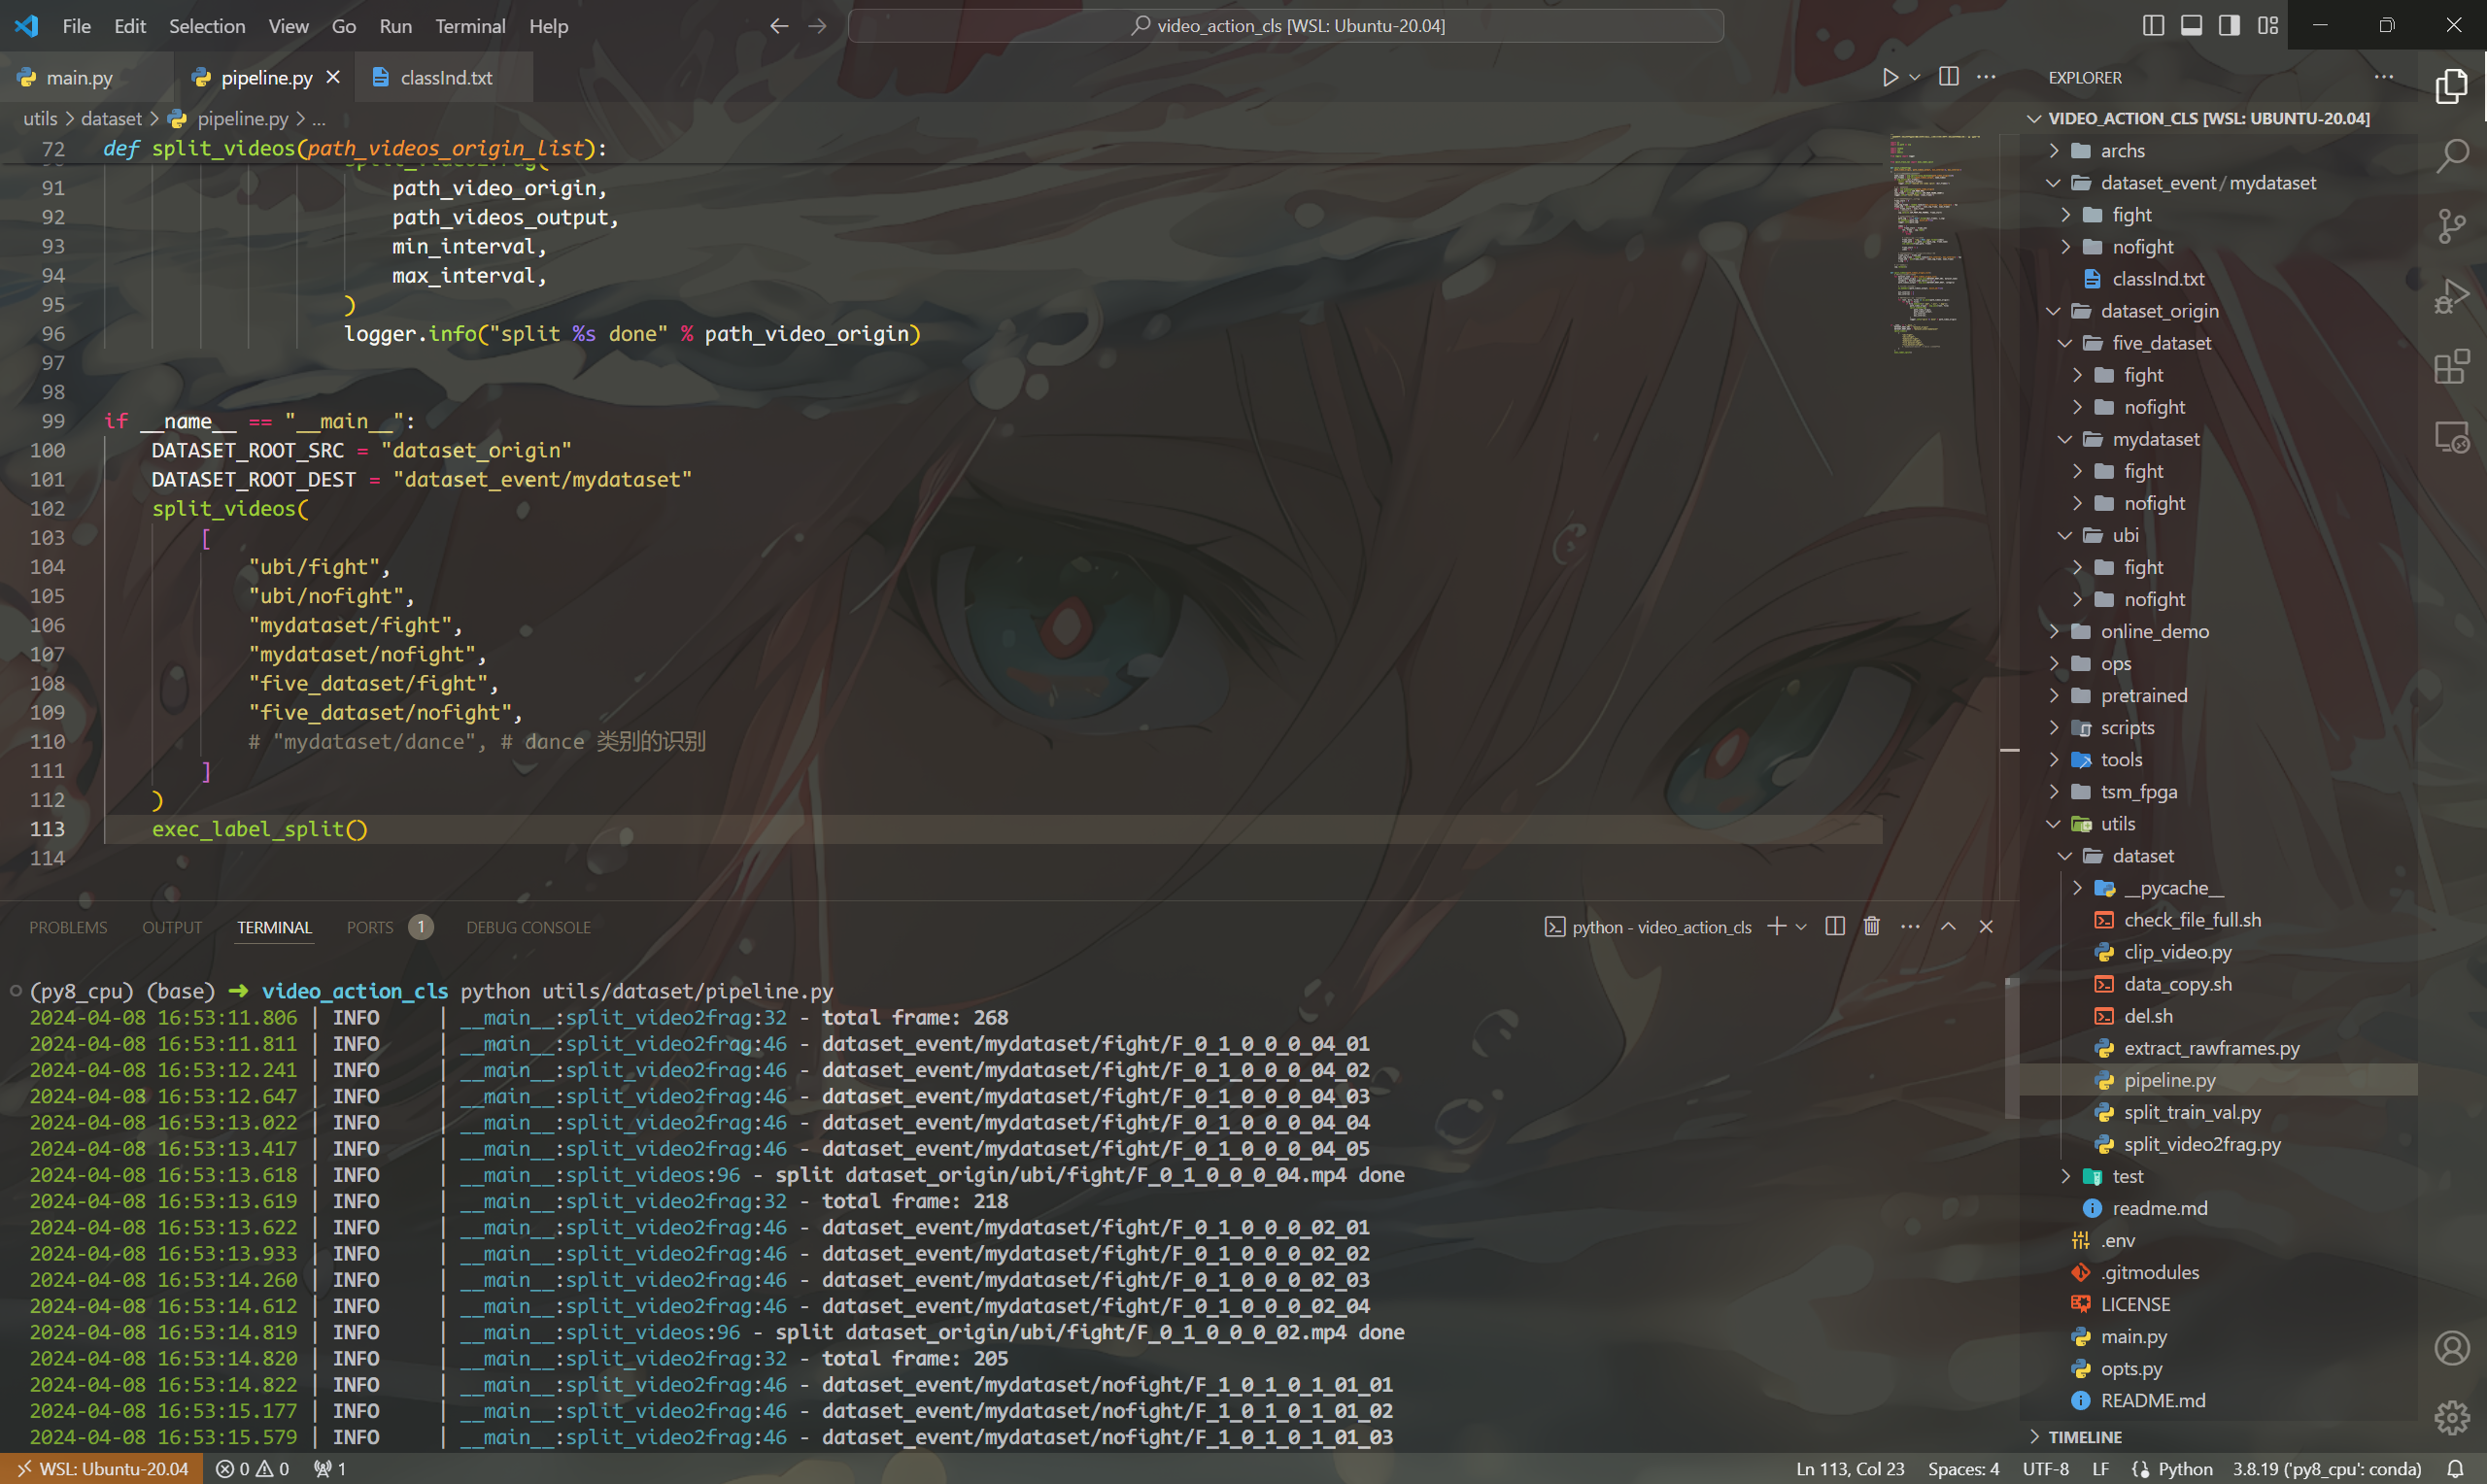 File Edit Selection View Go Run Terminal Help
video_action_cls [WSL: Ubuntu-20.04]
main.py
pipeline.py
classInd.txt
utils > dataset > pipeline.py > ...
72 def split_videos(path_videos_origin_list):
91 path_video_origin,
92 path_videos_output,
93 min_interval,
94 max_interval,
95 )
96 logger.info("split %s done" % path_video_origin)
97
98
99 if __name__ == "__main__":
100 DATASET_ROOT_SRC = "dataset_origin"
101 DATASET_ROOT_DEST = "dataset_event/mydataset"
102 split_videos(
103 [
104 "ubi/fight",
105 "ubi/nofight",
106 "mydataset/fight",
107 "mydataset/nofight",
108 "five_dataset/fight",
109 "five_dataset/nofight",
110 # "mydataset/dance", # dance 类别的识别
111 ]
112 )
113 exec_label_split()
114
PROBLEMS OUTPUT TERMINAL PORTS 1 DEBUG CONSOLE
python - video_action_cls
(py8_cpu) (base) ➜ video_action_cls python utils/dataset/pipeline.py
2024-04-08 16:53:11.806 | INFO | __main__:split_video2frag:32 - total frame: 268
2024-04-08 16:53:11.811 | INFO | __main__:split_video2frag:46 - dataset_event/mydataset/fight/F_0_1_0_0_0_04_01
2024-04-08 16:53:12.241 | INFO | __main__:split_video2frag:46 - dataset_event/mydataset/fight/F_0_1_0_0_0_04_02
2024-04-08 16:53:12.647 | INFO | __main__:split_video2frag:46 - dataset_event/mydataset/fight/F_0_1_0_0_0_04_03
2024-04-08 16:53:13.022 | INFO | __main__:split_video2frag:46 - dataset_event/mydataset/fight/F_0_1_0_0_0_04_04
2024-04-08 16:53:13.417 | INFO | __main__:split_video2frag:46 - dataset_event/mydataset/fight/F_0_1_0_0_0_04_05
2024-04-08 16:53:13.618 | INFO | __main__:split_videos:96 - split dataset_origin/ubi/fight/F_0_1_0_0_0_04.mp4 done
2024-04-08 16:53:13.619 | INFO | __main__:split_video2frag:32 - total frame: 218
2024-04-08 16:53:13.622 | INFO | __main__:split_video2frag:46 - dataset_event/mydataset/fight/F_0_1_0_0_0_02_01
2024-04-08 16:53:13.933 | INFO | __main__:split_video2frag:46 - dataset_event/mydataset/fight/F_0_1_0_0_0_02_02
2024-04-08 16:53:14.260 | INFO | __main__:split_video2frag:46 - dataset_event/mydataset/fight/F_0_1_0_0_0_02_03
2024-04-08 16:53:14.612 | INFO | __main__:split_video2frag:46 - dataset_event/mydataset/fight/F_0_1_0_0_0_02_04
2024-04-08 16:53:14.819 | INFO | __main__:split_videos:96 - split dataset_origin/ubi/fight/F_0_1_0_0_0_02.mp4 done
2024-04-08 16:53:14.820 | INFO | __main__:split_video2frag:32 - total frame: 205
2024-04-08 16:53:14.822 | INFO | __main__:split_video2frag:46 - dataset_event/mydataset/nofight/F_1_0_1_0_1_01_01
2024-04-08 16:53:15.177 | INFO | __main__:split_video2frag:46 - dataset_event/mydataset/nofight/F_1_0_1_0_1_01_02
2024-04-08 16:53:15.579 | INFO | __main__:split_video2frag:46 - dataset_event/mydataset/nofight/F_1_0_1_0_1_01_03
EXPLORER
VIDEO_ACTION_CLS [WSL: UBUNTU-20.04]
archs
dataset_event/mydataset
fight
nofight
classInd.txt
dataset_origin
five_dataset
fight
nofight
mydataset
fight
nofight
ubi
fight
nofight
online_demo
ops
pretrained
scripts
tools
tsm_fpga
utils
dataset
__pycache__
check_file_full.sh
clip_video.py
data_copy.sh
del.sh
extract_rawframes.py
pipeline.py
split_train_val.py
split_video2frag.py
test
readme.md
.env
.gitmodules
LICENSE
main.py
opts.py
README.md
TIMELINE
WSL: Ubuntu-20.04 0 0 1
Ln 113, Col 23 Spaces: 4 UTF-8 LF Python 3.8.19 ('py8_cpu': conda)